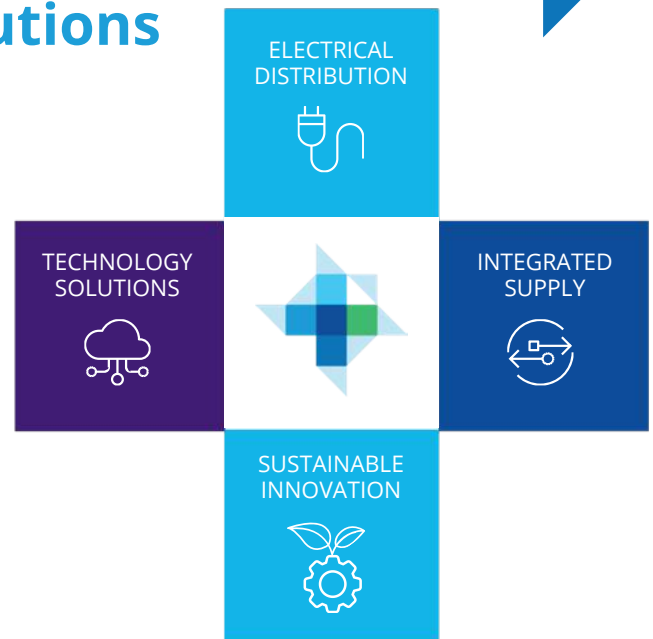 utions
ELECTRICAL
DISTRIBUTION
TECHNOLOGY
SOLUTIONS
INTEGRATED
SUPPLY
SUSTAINABLE
INNOVATION